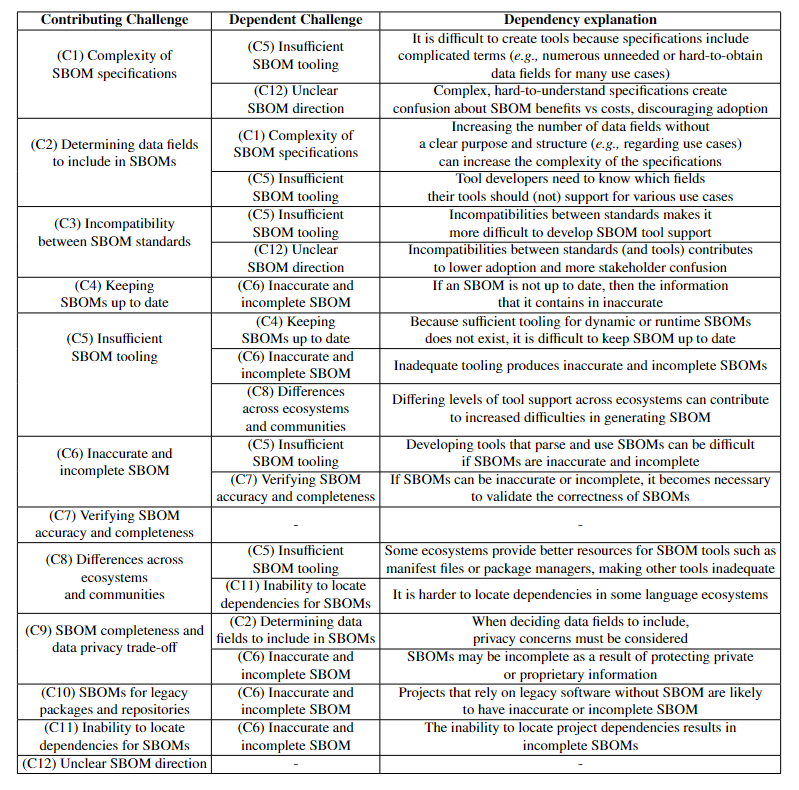 Contributing Challenge
Dependent Challenge
Dependency explanation
(C1) Complexity of
SBOM specifications
(C5) Insufficient
SBOM tooling
It is difficult to create tools because specifications include
complicated terms (e.g., numerous unneeded or hard-to-obtain
data fields for many use cases)
(C12) Unclear
SBOM direction
Complex, hard-to-understand specifications create
confusion about SBOM benefits vs costs, discouraging adoption
(C2) Determining data fields
to include in SBOMs
(C1) Complexity of
SBOM specifications
Increasing the number of data fields without
a clear purpose and structure (e.g., regarding use cases)
can increase the complexity of the specifications
(C5) Insufficient
SBOM tooling
Tool developers need to know which fields
their tools should (not) support for various use cases
(C3) Incompatibility
between SBOM standards
(C5) Insufficient
SBOM tooling
Incompatibilities between standards makes it
more difficult to develop SBOM tool support
(C12) Unclear
SBOM direction
Incompatibilities between standards (and tools) contributes
to lower adoption and more stakeholder confusion
(C4) Keeping
SBOMs up to date
(C6) Inaccurate and
incomplete SBOM
If an SBOM is not up to date, then the information
that it contains in inaccurate
(C5) Insufficient
SBOM tooling
(C4) Keeping
SBOMs up to date
Because sufficient tooling for dynamic or runtime SBOMs
does not exist, it is difficult to keep SBOM up to date
(C6) Inaccurate and
incomplete SBOM
Inadequate tooling produces inaccurate and incomplete SBOMs
(C8) Differences
across ecosystems
and communities
Differing levels of tool support across ecosystems can contribute
to increased difficulties in generating SBOM
(C6) Inaccurate and
incomplete SBOM
(C5) Insufficient
SBOM tooling
Developing tools that parse and use SBOMs can be difficult
if SBOMs are inaccurate and incomplete
(C7) Verifying SBOM
accuracy and completeness
If SBOMs can be inaccurate or incomplete, it becomes necessary
to validate the correctness of SBOMs
(C7) Verifying SBOM
accuracy and completeness
-
-
(C8) Differences across
ecosystems
and communities
(C5) Insufficient
SBOM tooling
Some ecosystems provide better resources for SBOM tools such as
manifest files or package managers, making other tools inadequate
(C11) Inability to locate
dependencies for SBOMs
It is harder to locate dependencies in some language ecosystems
(C9) SBOM completeness and
data privacy trade-off
(C2) Determining data
fields to include in SBOMs
When deciding data fields to include,
privacy concerns must be considered
(C6) Inaccurate and
incomplete SBOM
SBOMs may be incomplete as a result of protecting private
or proprietary information
(C10) SBOMs for legacy
packages and repositories
(C6) Inaccurate and
incomplete SBOM
Projects that rely on legacy software without SBOM are likely
to have inaccurate or incomplete SBOM
(C11) Inability to locate
dependencies for SBOMs
(C6) Inaccurate and
incomplete SBOM
The inability to locate project dependencies results in
incomplete SBOMs
(C12) Unclear SBOM direction
-
-